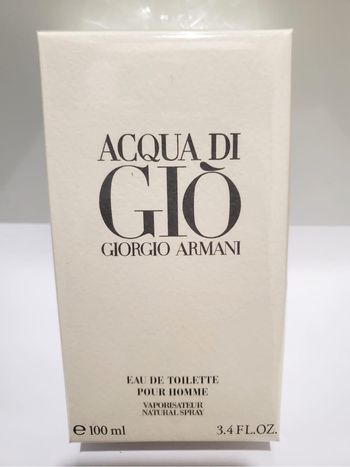 ACQUA DI
GIÒ
GIORGIO ARMANI
EAU DE TOILETTE
POUR HOMME
VAPORISATEUR
NATURAL SPRAY
℮ 100 ml 3.4 FL.OZ.